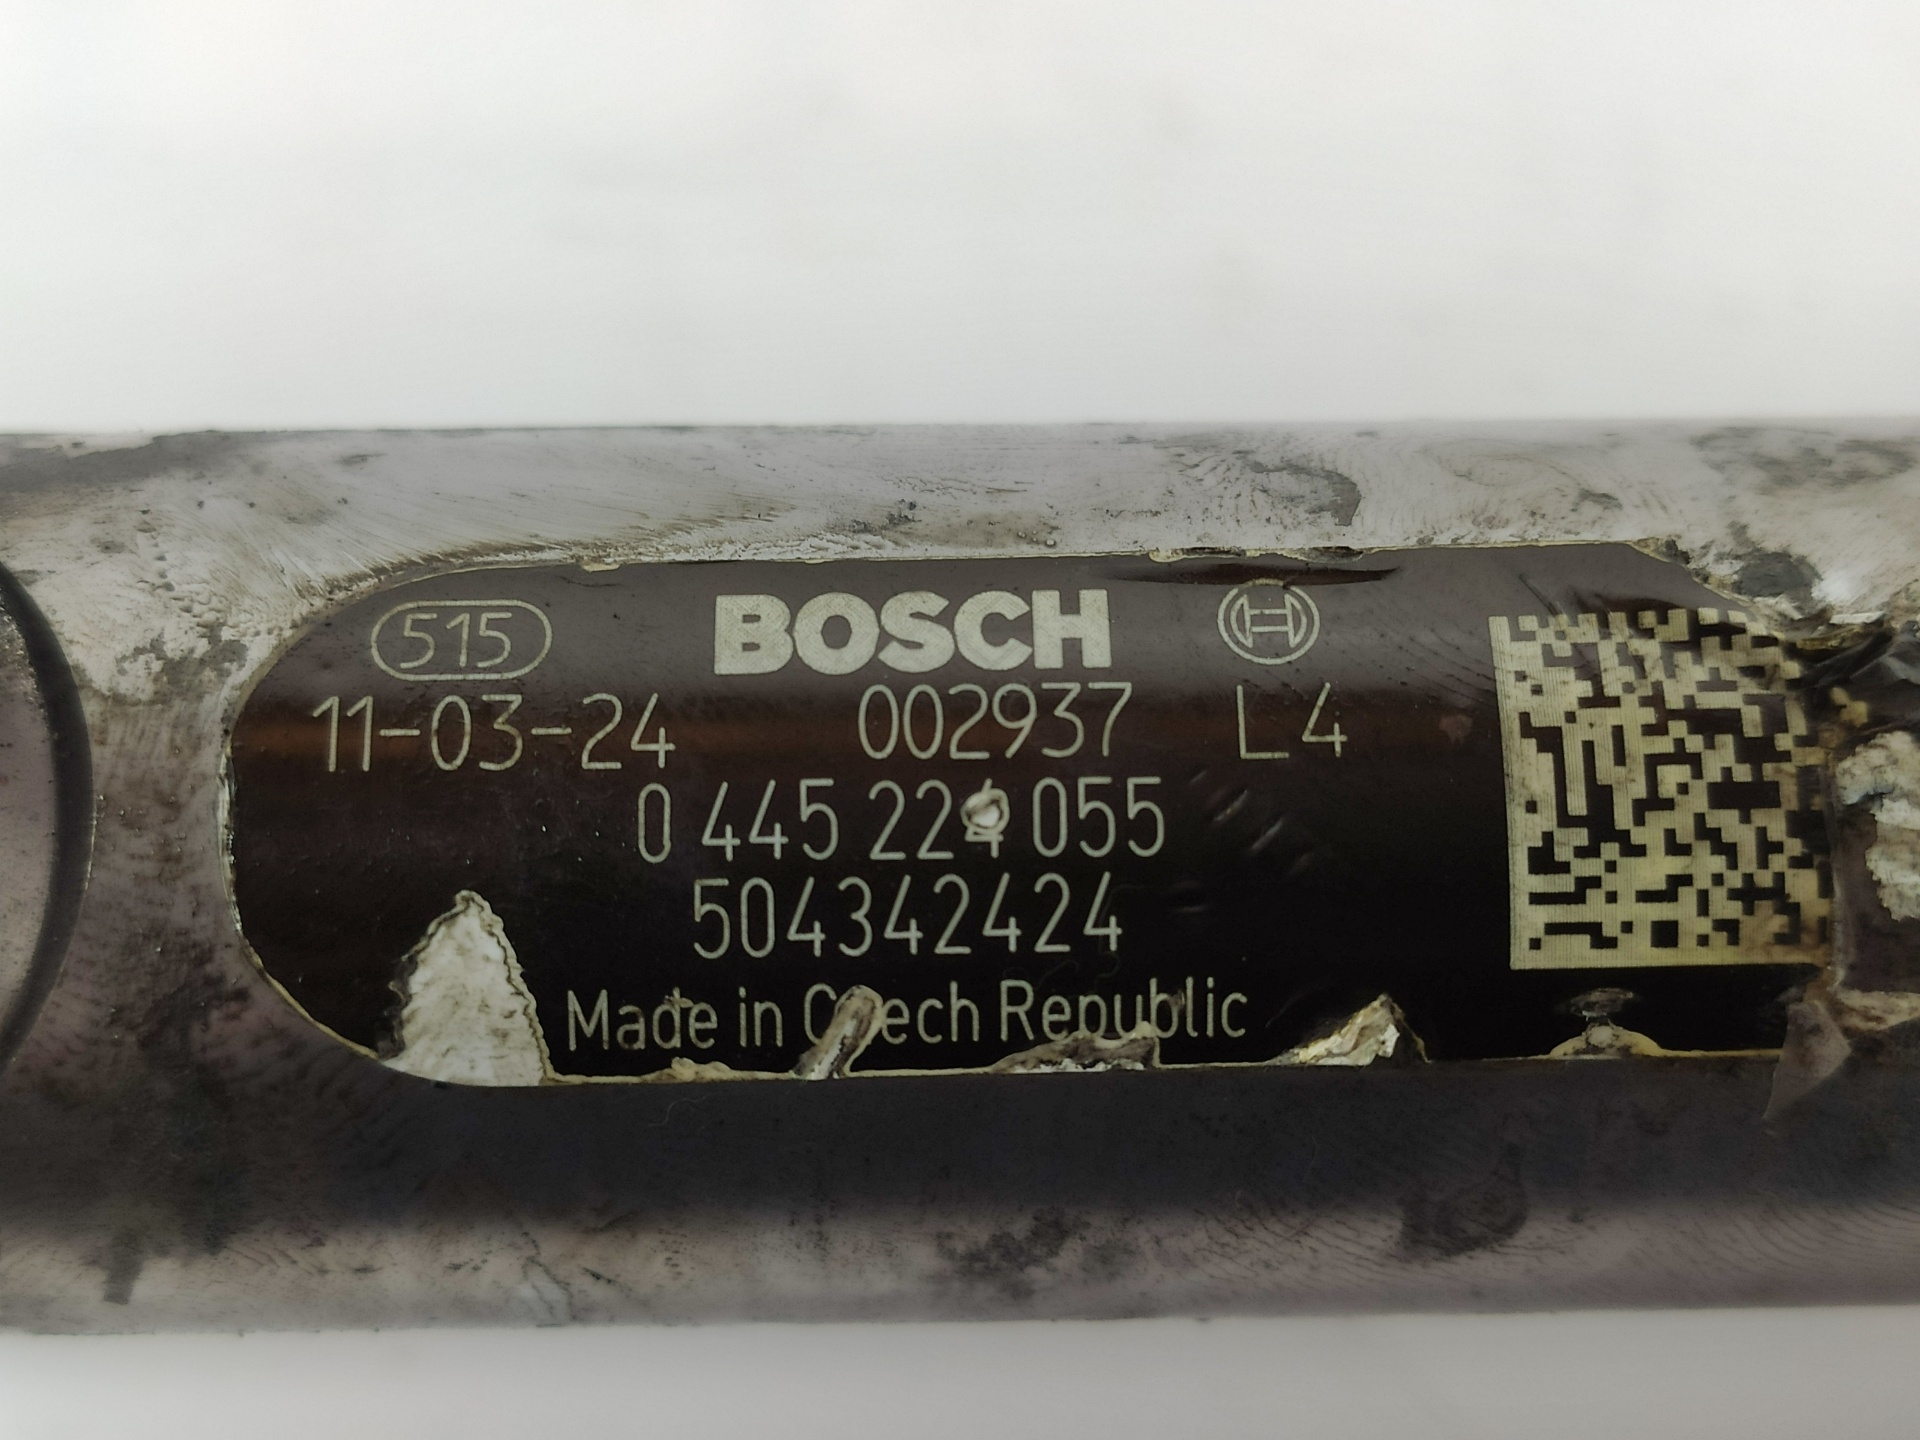 515 BOSCH
11-03-24 002937 L4
0 445 224 055
504342424
Made in Czech Republic